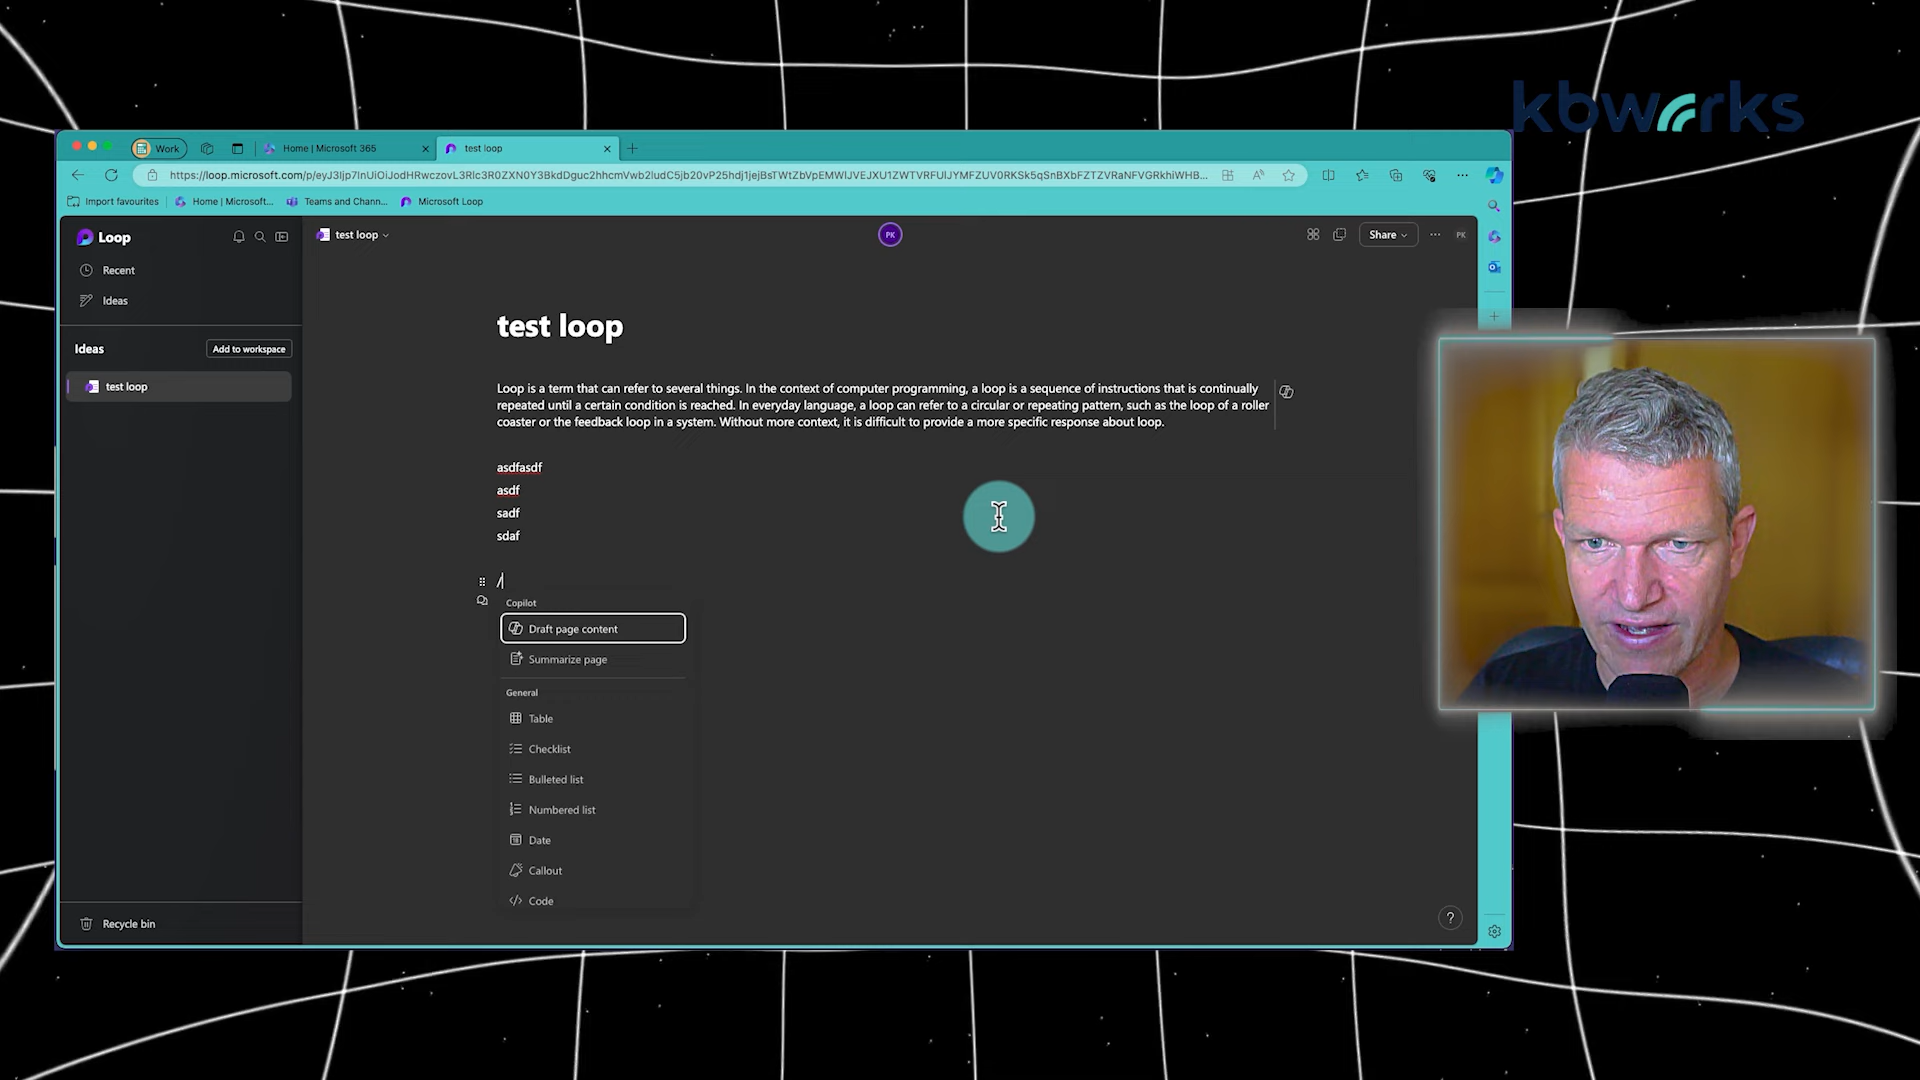 kbworks
Work
Home | Microsoft 365
test loop
https://loop.microsoft.com/p/
Import favourites
Home | Microsoft...
Teams and Chann...
Microsoft Loop
Loop
test loop
PK
Share
PK
Recent
Ideas
Ideas
Add to workspace
test loop
test loop
Loop is a term that can refer to several things. In the context of computer programming, a loop is a sequence of instructions that is continually
repeated until a certain condition is reached. In everyday language, a loop can refer to a circular or repeating pattern, such as the loop of a roller
coaster or the feedback loop in a system. Without more context, it is difficult to provide a more specific response about loop.
asdfasdf
asdf
sadf
sdaf
/
Copilot
Draft page content
Summarize page
General
Table
Checklist
Bulleted list
Numbered list
Date
Callout
Code
Recycle bin
?